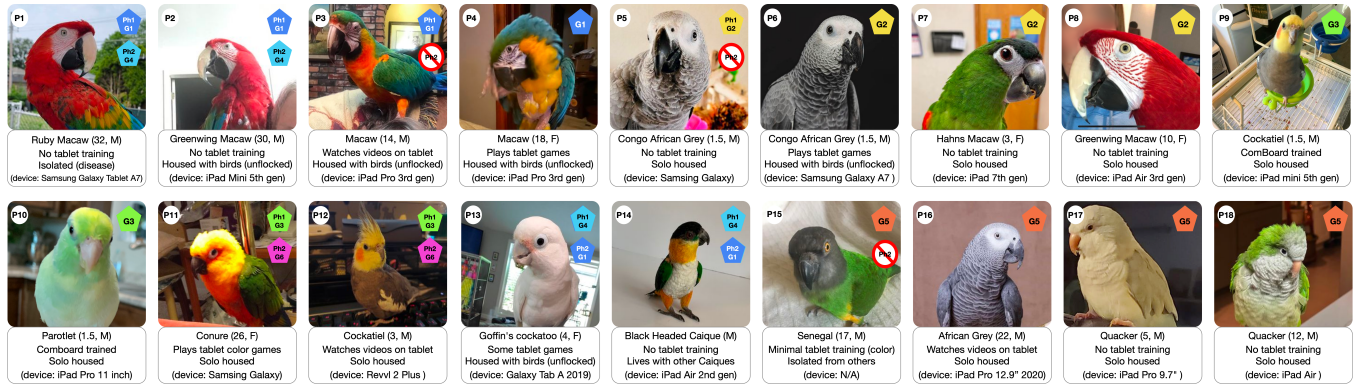 P1
Ph1
G1
Ph2
G4
Ruby Macaw (32, M)
No tablet training
Isolated (disease)
(device: Samsung Galaxy Tablet A7)
P2
Ph1
G1
Ph2
G4
Greenwing Macaw (30, M)
No tablet training
Housed with birds (unflocked)
(device: iPad Mini 5th gen)
P3
Ph1
G1
Ph2
Macaw (14, M)
Watches videos on tablet
Housed with birds (unflocked)
(device: iPad Pro 3rd gen)
P4
G1
Macaw (18, F)
Plays tablet games
Housed with birds (unflocked)
(device: iPad Pro 3rd gen)
P5
Ph1
G2
Ph2
Congo African Grey (1.5, M)
No tablet training
Solo housed
(device: Samsing Galaxy)
P6
G2
Congo African Grey (1.5, M)
Plays tablet games
Housed with birds (unflocked)
(device: Samsung Galaxy A7 )
P7
G2
Hahns Macaw (3, F)
No tablet training
Solo housed
(device: iPad 7th gen)
P8
G2
Greenwing Macaw (10, F)
No tablet training
Solo housed
(device: iPad Air 3rd gen)
P9
G3
Cockatiel (1.5, M)
ComBoard trained
Solo housed
(device: iPad mini 5th gen)
P10
G3
Parotlet (1.5, M)
Comboard trained
Solo housed
(device: iPad Pro 11 inch)
P11
Ph1
G3
Ph2
G6
Conure (26, F)
Plays tablet color games
Solo housed
(device: Samsung Galaxy)
P12
Ph1
G3
Ph2
G6
Cockatiel (3, M)
Watches videos on tablet
Solo housed
(device: Revvl 2 Plus )
P13
Ph1
G4
Ph2
G1
Goffin's cockatoo (4, F)
Some tablet games
Housed with birds (unflocked)
(device: Galaxy Tab A 2019)
P14
Ph1
G4
Ph2
G1
Black Headed Caique (M)
No tablet training
Lives with other Caiques
(device: iPad Air 2nd gen)
P15
G5
Ph2
Senegal (17, M)
Minimal tablet training (color)
Isolated from others
(device: N/A)
P16
G5
African Grey (22, M)
Watches videos on tablet
Solo housed
(device: iPad Pro 12.9" 2020)
P17
G5
Quacker (5, M)
No tablet training
Solo housed
(device: iPad Pro 9.7" )
P18
G5
Quacker (12, M)
No tablet training
Solo housed
(device: iPad Air )